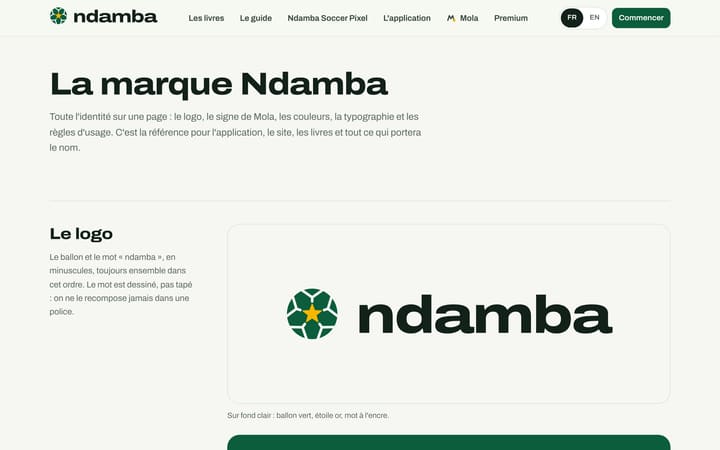 ndamba
Les livres
Le guide
Ndamba Soccer Pixel
L'application
Mola
Premium
FR
EN
Commencer
La marque Ndamba
Toute l'identité sur une page : le logo, le signe de Mola, les couleurs, la typographie et les
règles d'usage. C'est la référence pour l'application, le site, les livres et tout ce qui portera
le nom.
Le logo
Le ballon et le mot « ndamba », en
minuscules, toujours ensemble dans
cet ordre. Le mot est dessiné, pas tapé
: on ne le recompose jamais dans une
police.
ndamba
Sur fond clair : ballon vert, étoile or, mot à l'encre.